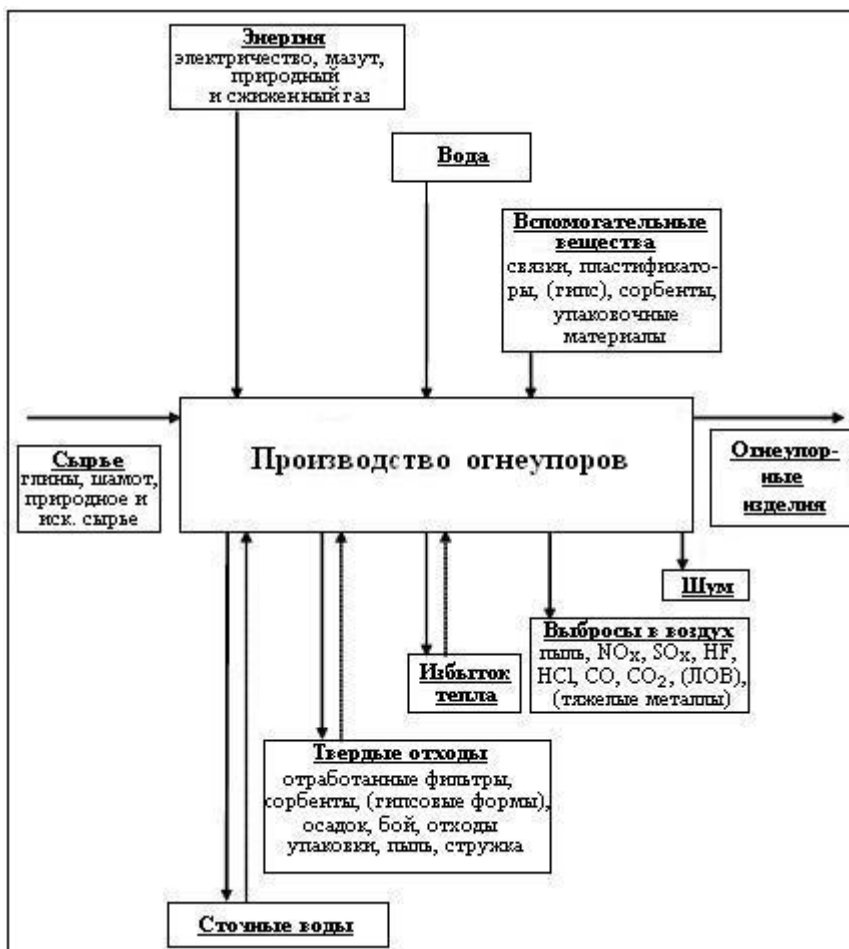 Энергия
электричество, мазут,
природный
и сжиженный газ
Вода
Вспомогательные
вещества
связки, пластификато-
ры, (гипс), сорбенты,
упаковочные
материалы
Сырье
глины, шамот,
природное и
иск. сырье
Производство огнеупоров
Огнеупор-
ные
изделия
Шум
Выбросы в воздух
пыль, NOx, SOx, HF,
HCl, CO, CO2, (ЛОВ),
(тяжелые металлы)
Избыток
тепла
Твердые отходы
отработанные фильтры,
сорбенты, (гипсовые формы),
осадок, бой, отходы
упаковки, пыль, стружка
Сточные воды